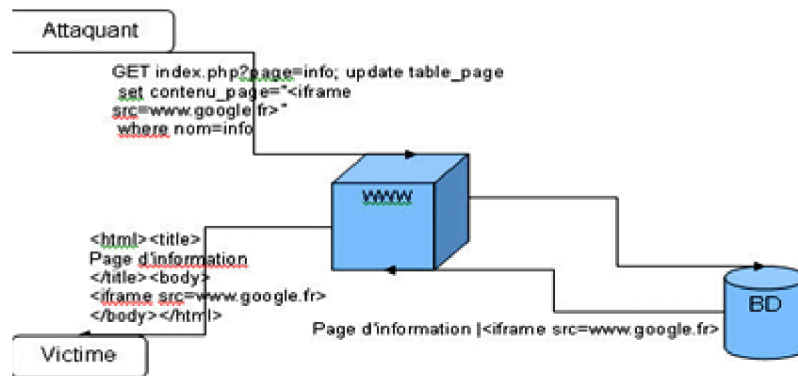 Attaquant
GET index.php?page=info; update table_page
set contenu_page="<iframe
src=www.google.fr>"
where nom=info
WWW
<html><title>
Page d'information
</title><body>
<iframe src=www.google.fr>
</body></html>
BD
Page d'information |<iframe src=www.google.fr>
Victime